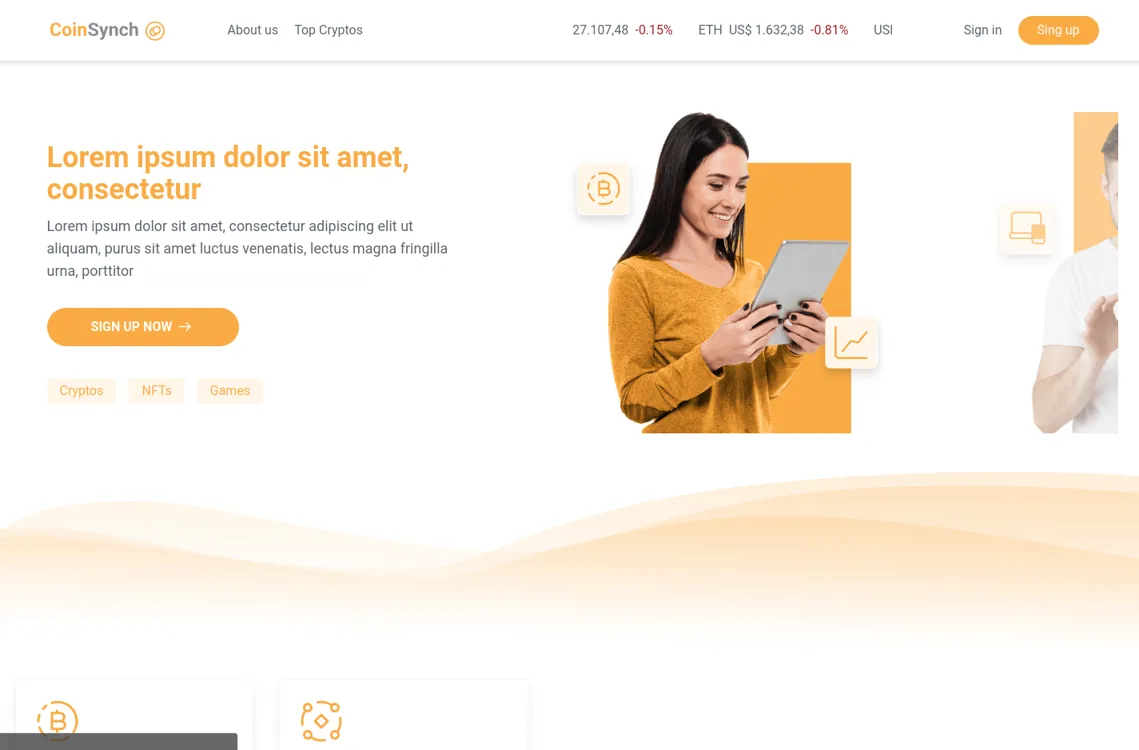 CoinSynch
About us
Top Cryptos
27.107,48 -0.15%
ETH US$ 1.632,38 -0.81%
USI
Sign in
Sing up
Lorem ipsum dolor sit amet,
consectetur
Lorem ipsum dolor sit amet, consectetur adipiscing elit ut
aliquam, purus sit amet luctus venenatis, lectus magna fringilla
urna, porttitor
SIGN UP NOW →
Cryptos
NFTs
Games